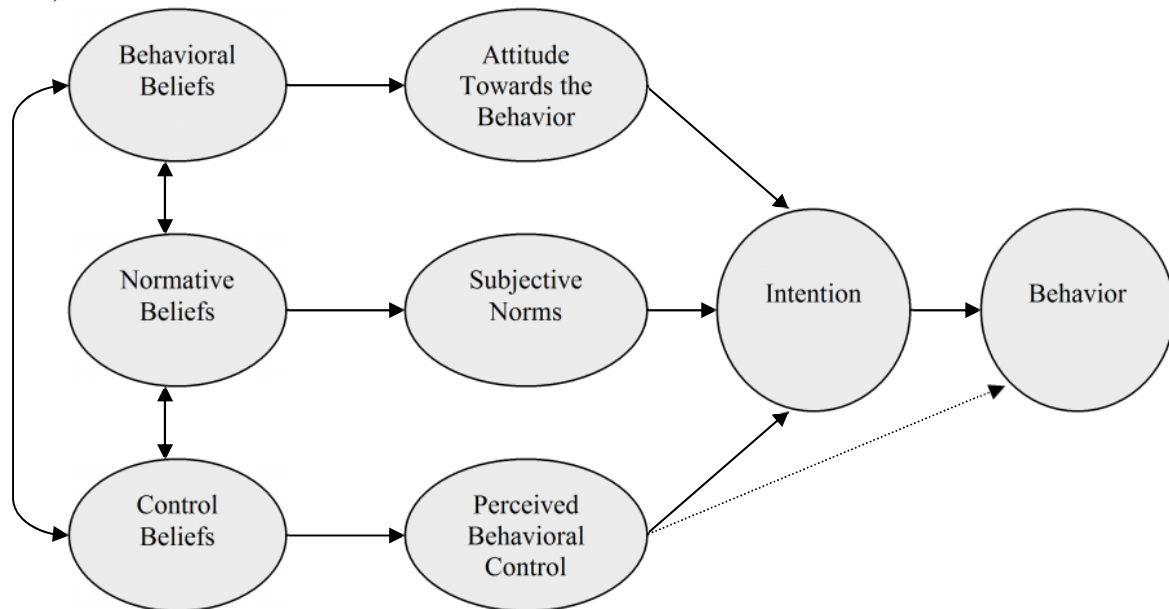 Behavioral
Beliefs
Attitude
Towards the
Behavior
Normative
Beliefs
Subjective
Norms
Intention
Behavior
Control
Beliefs
Perceived
Behavioral
Control